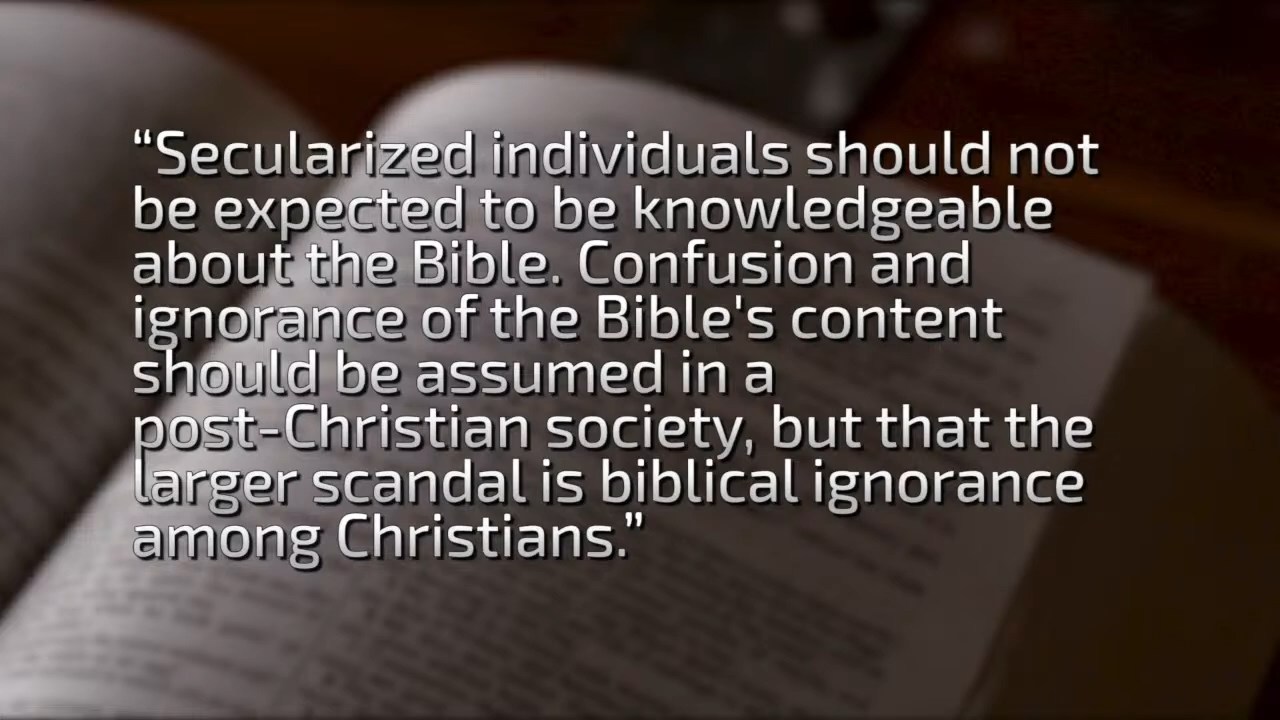 “Secularized individuals should not
be expected to be knowledgeable
about the Bible. Confusion and
ignorance of the Bible's content
should be assumed in a
post-Christian society, but that the
larger scandal is biblical ignorance
among Christians.”